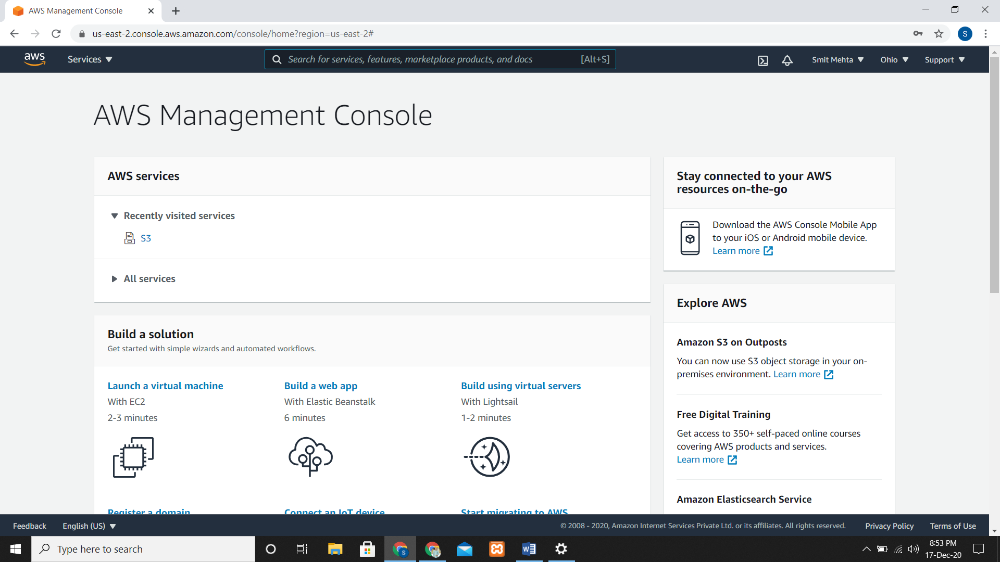 AWS Management Console
us-east-2.console.aws.amazon.com/console/home?region=us-east-2#
S
aws
Services
Search for services, features, marketplace products, and docs
[Alt+S]
Smit Mehta
Ohio
Support
AWS Management Console
AWS services
Recently visited services
S3
All services
Build a solution
Get started with simple wizards and automated workflows.
Launch a virtual machine
With EC2
2-3 minutes
Build a web app
With Elastic Beanstalk
6 minutes
Build using virtual servers
With Lightsail
1-2 minutes
Register a domain
Connect an IoT device
Start migrating to AWS
Stay connected to your AWS
resources on-the-go
Download the AWS Console Mobile App
to your iOS or Android mobile device.
Learn more
Explore AWS
Amazon S3 on Outposts
You can now use S3 object storage in your on-
premises environment. Learn more
Free Digital Training
Get access to 350+ self-paced online courses
covering AWS products and services.
Learn more
Amazon Elasticsearch Service
Feedback
English (US)
© 2008 - 2020, Amazon Internet Services Private Ltd. or its affiliates. All rights reserved.
Privacy Policy
Terms of Use
Type here to search
S
W
8:53 PM
17-Dec-20